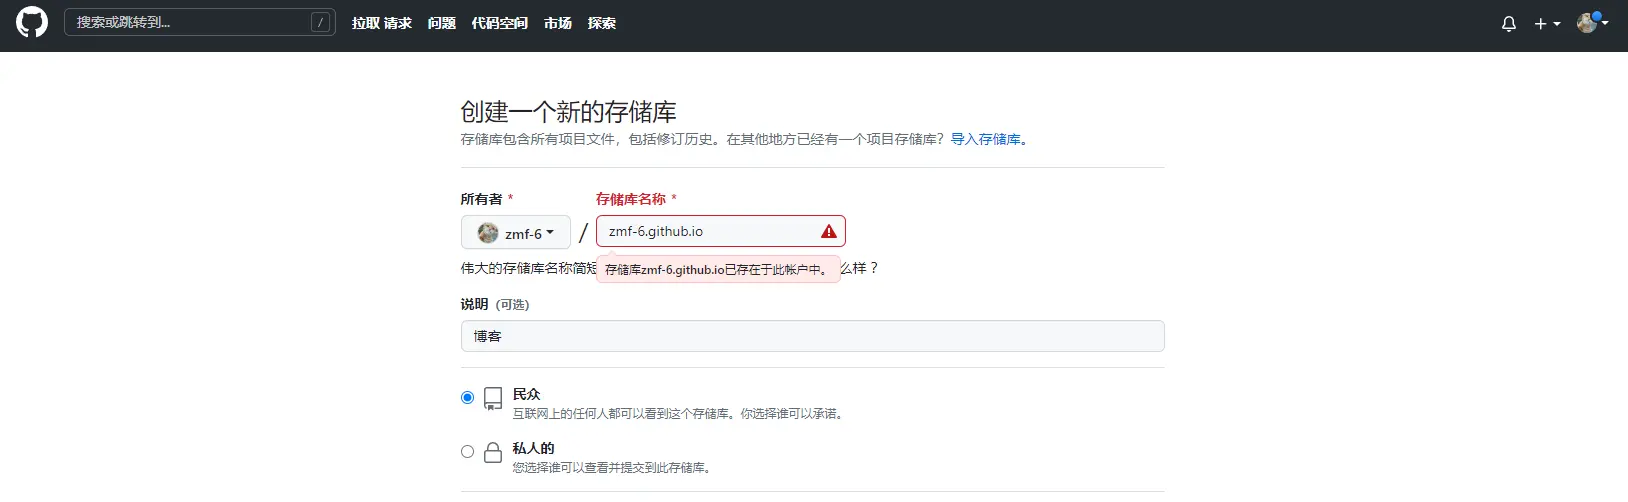 搜索或跳转到... / 拉取 请求 问题 代码空间 市场 探索
创建一个新的存储库
存储库包含所有项目文件，包括修订历史。在其他地方已经有一个项目存储库？导入存储库。
所有者 * 存储库名称 *
zmf-6 / zmf-6.github.io
伟大的存储库名称简短 么样？
存储库zmf-6.github.io已存在于此帐户中。
说明 (可选)
博客
民众
互联网上的任何人都可以看到这个存储库。你选择谁可以承诺。
私人的
您选择谁可以查看并提交到此存储库。